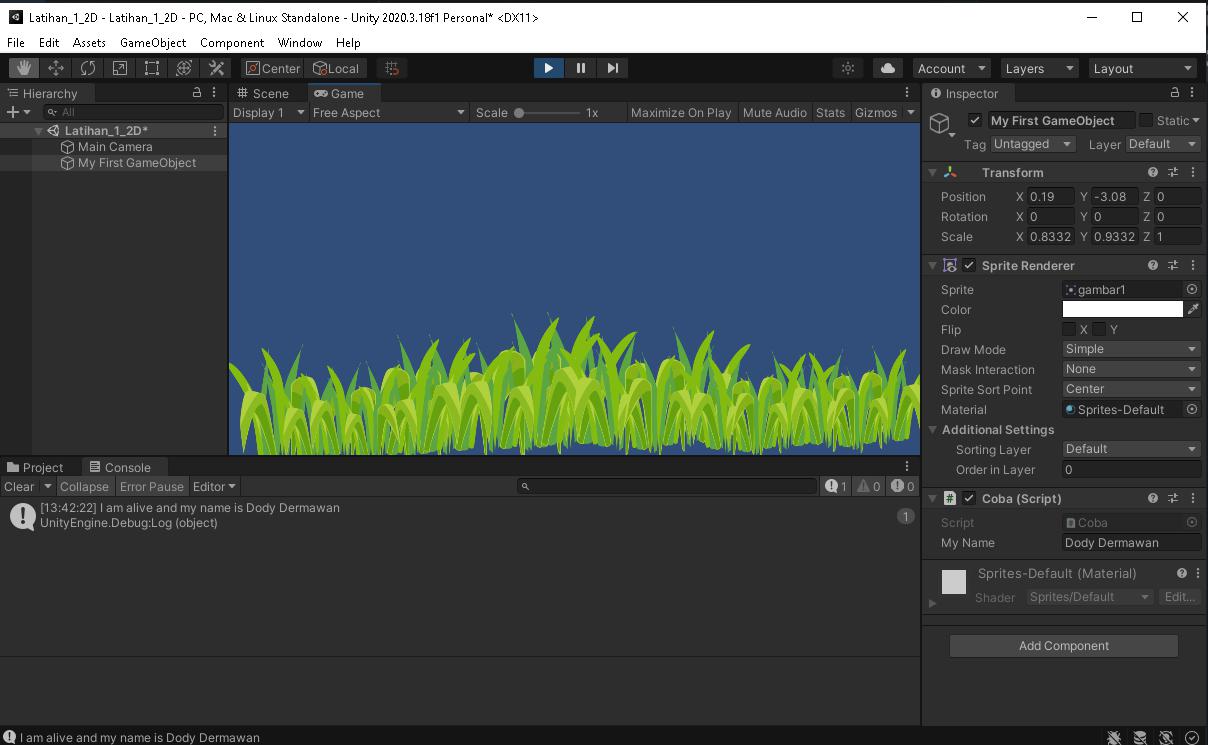 Latihan_1_2D - Latihan_1_2D - PC, Mac & Linux Standalone - Unity 2020.3.18f1 Personal* <DX11>
File Edit Assets GameObject Component Window Help
Center Local Account Layers Layout
Hierarchy
All
Latihan_1_2D*
Main Camera
My First GameObject
Scene Game
Display 1 Free Aspect Scale 1x Maximize On Play Mute Audio Stats Gizmos
Project Console
Clear Collapse Error Pause Editor 1 0 0
[13:42:22] I am alive and my name is Dody Dermawan
UnityEngine.Debug:Log (object)
1
Inspector
My First GameObject Static
Tag Untagged Layer Default
Transform
Position X 0.19 Y -3.08 Z 0
Rotation X 0 Y 0 Z 0
Scale X 0.8332 Y 0.9332 Z 1
Sprite Renderer
Sprite gambar1
Color
Flip X Y
Draw Mode Simple
Mask Interaction None
Sprite Sort Point Center
Material Sprites-Default
Additional Settings
Sorting Layer Default
Order in Layer 0
# Coba (Script)
Script Coba
My Name Dody Dermawan
Sprites-Default (Material)
Shader Sprites/Default Edit...
Add Component
I am alive and my name is Dody Dermawan